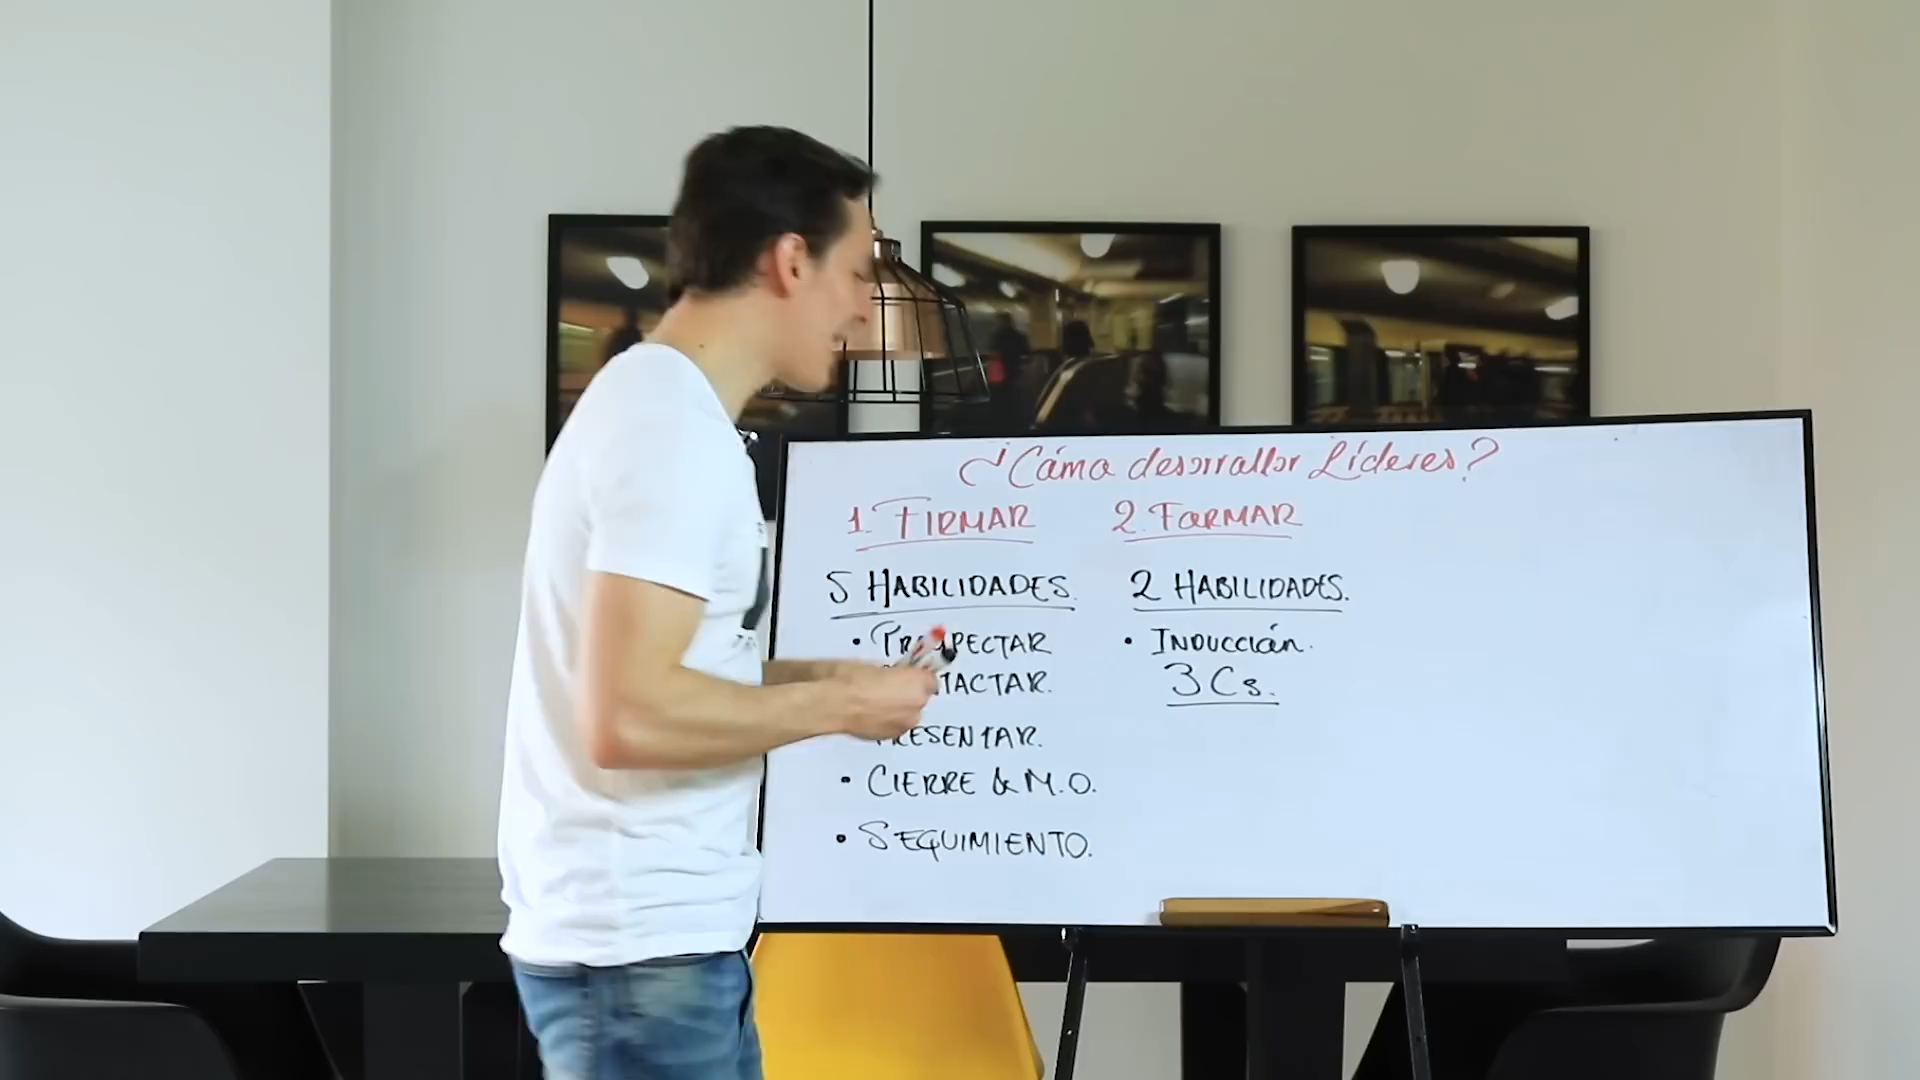 ¿Cómo desarrollar Líderes?
1. FIRMAR
5 HABILIDADES.
• PROSPECTAR
CONTACTAR.
PRESENTAR.
• CIERRE & M.O.
• SEGUIMIENTO.
2. FORMAR
2 HABILIDADES.
• INDUCCIÓN.
3 Cs.